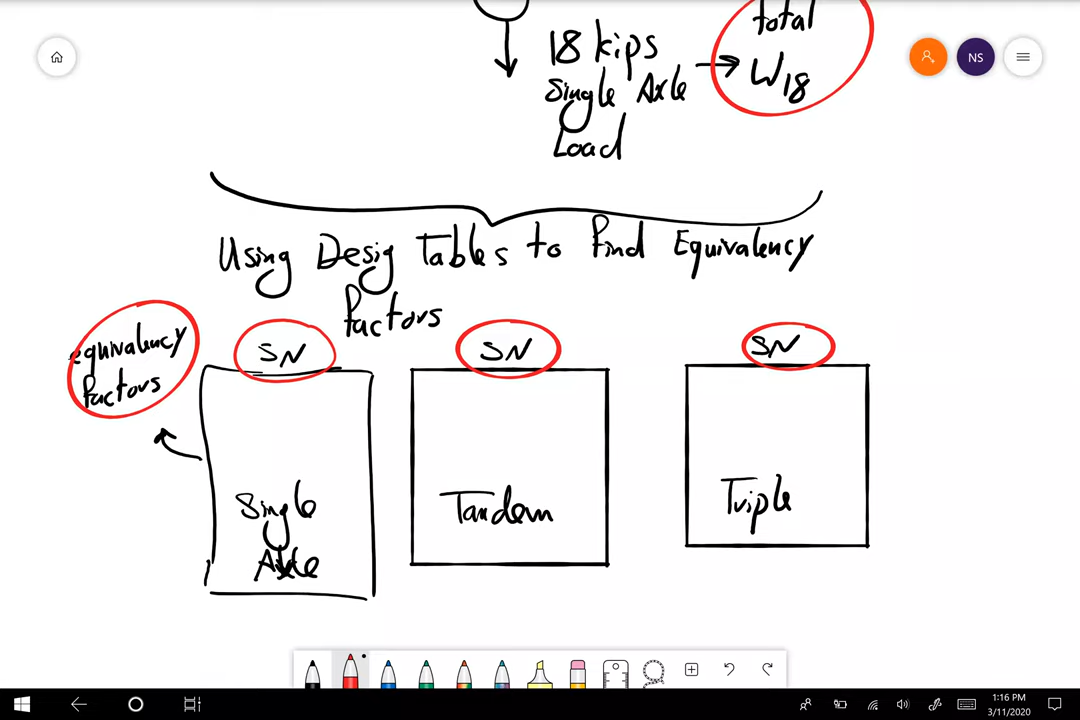 total
18 kips
W18
Single Axle
Load
NS
Using Desig Tables to Find Equivalency
Factors
equivalency
Factors
SN
SN
SN
Single
Axle
Tandem
Triple
1:16 PM
3/11/2020